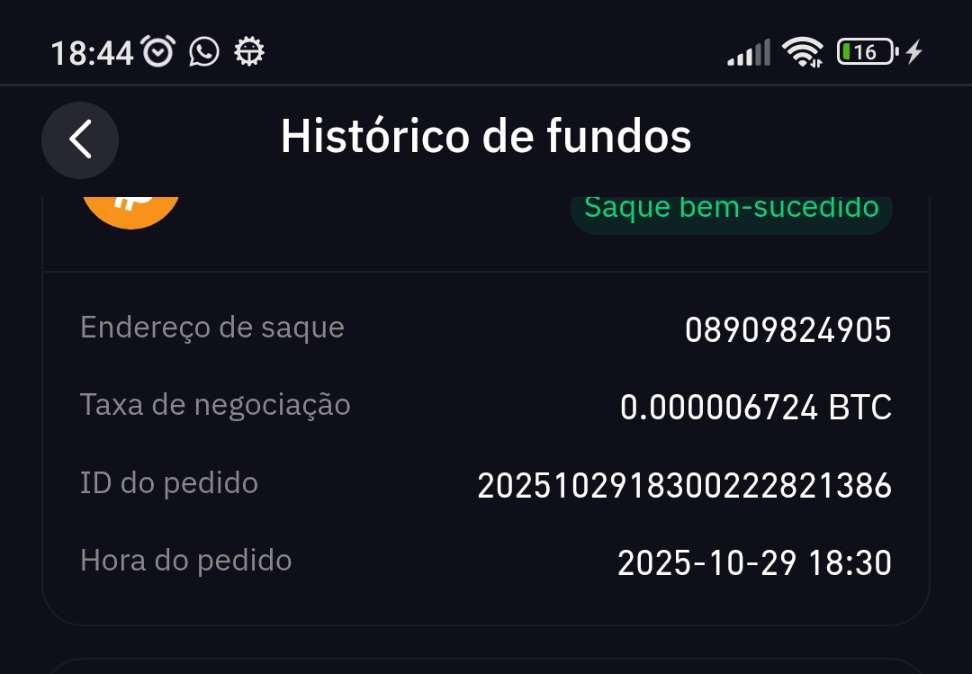 18:44
16
Histórico de fundos
Saque bem-sucedido
Endereço de saque 08909824905
Taxa de negociação 0.000006724 BTC
ID do pedido 2025102918300222821386
Hora do pedido 2025-10-29 18:30